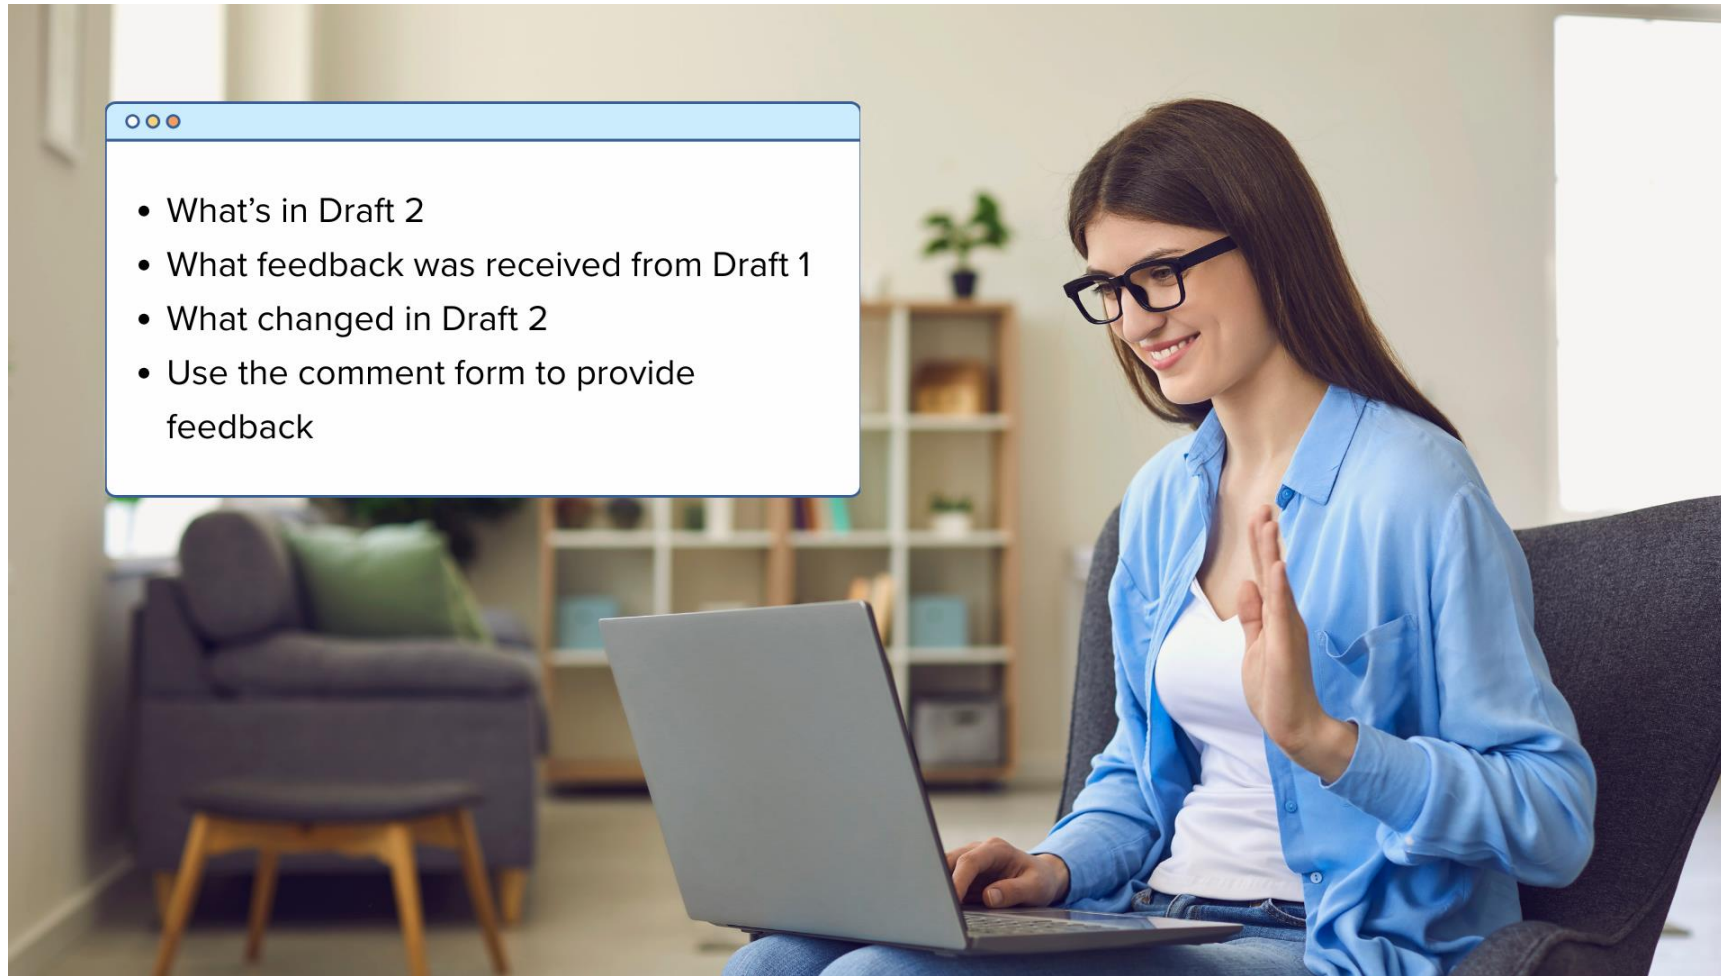 • What's in Draft 2
• What feedback was received from Draft 1
• What changed in Draft 2
• Use the comment form to provide
feedback